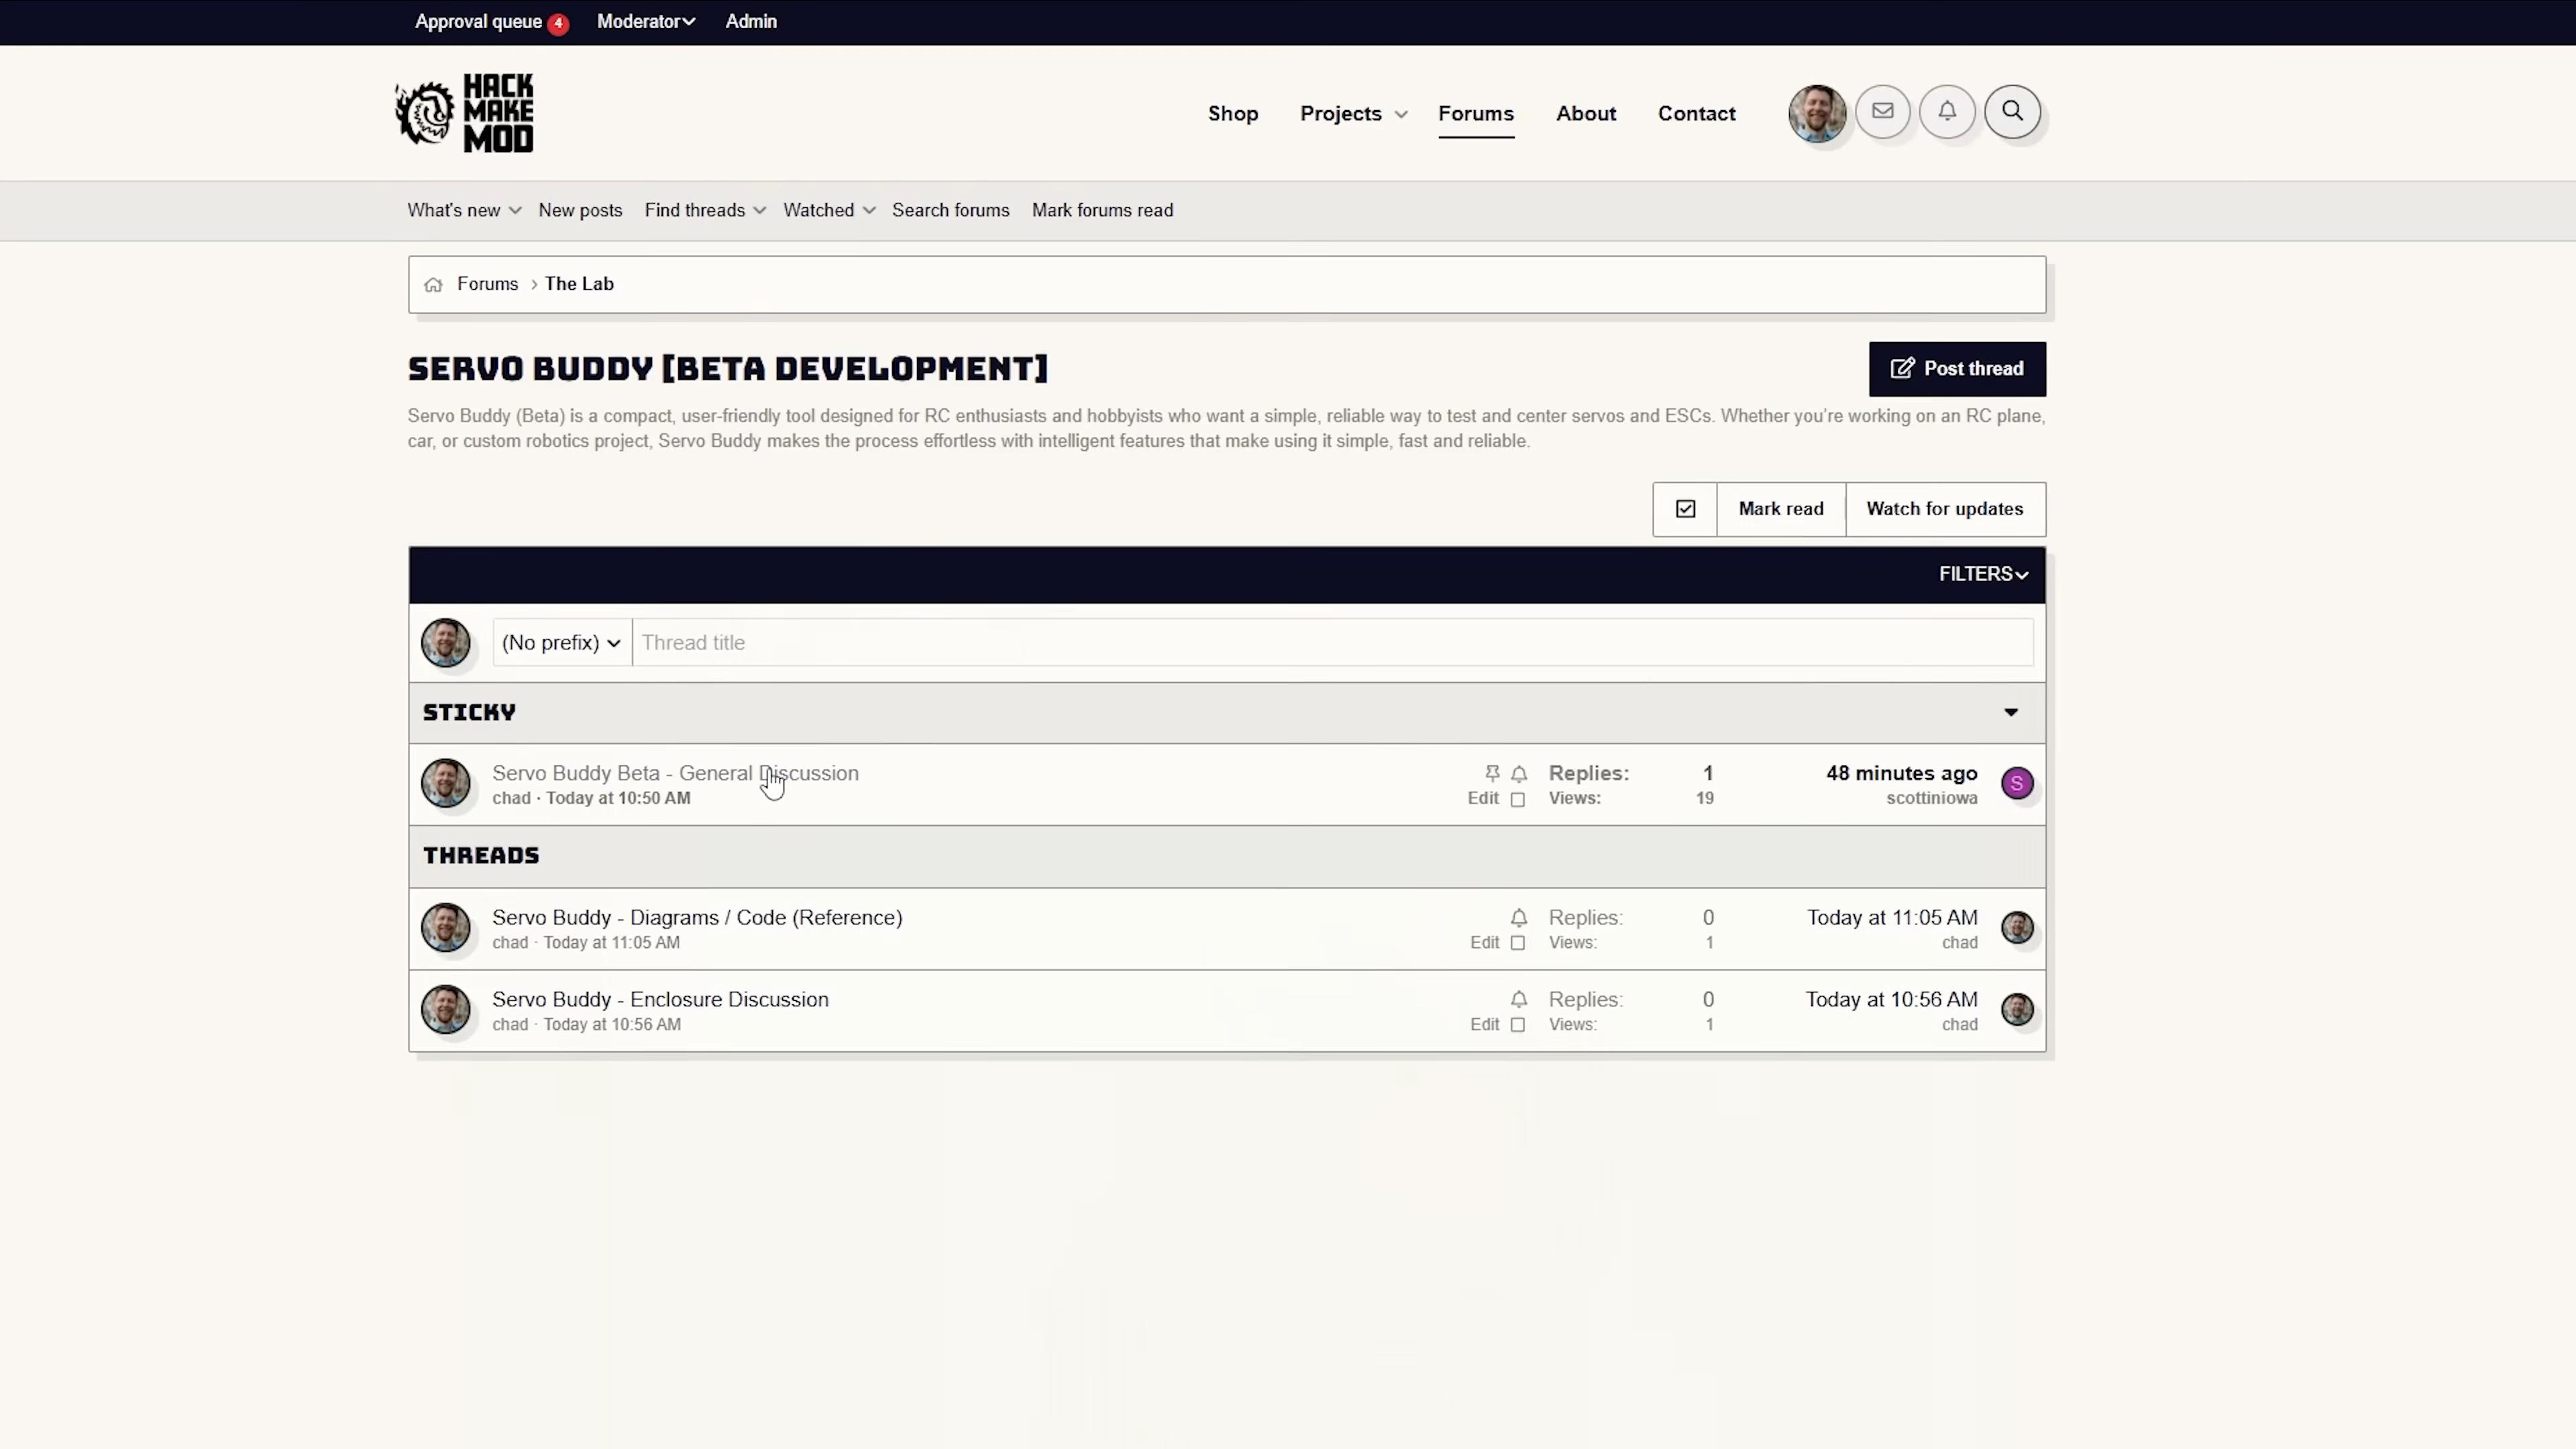 Approval queue 4 Moderator Admin
HACK
MAKE
MOD
Shop Projects Forums About Contact
What's new New posts Find threads Watched Search forums Mark forums read
Forums › The Lab
SERVO BUDDY [BETA DEVELOPMENT]
Post thread
Servo Buddy (Beta) is a compact, user-friendly tool designed for RC enthusiasts and hobbyists who want a simple, reliable way to test and center servos and ESCs. Whether you're working on an RC plane,
car, or custom robotics project, Servo Buddy makes the process effortless with intelligent features that make using it simple, fast and reliable.
Mark read Watch for updates
FILTERS
(No prefix) Thread title
STICKY
Servo Buddy Beta - General Discussion Replies: 1 48 minutes ago
chad · Today at 10:50 AM Edit Views: 19 scottiniowa S
THREADS
Servo Buddy - Diagrams / Code (Reference) Replies: 0 Today at 11:05 AM
chad · Today at 11:05 AM Edit Views: 1 chad
Servo Buddy - Enclosure Discussion Replies: 0 Today at 10:56 AM
chad · Today at 10:56 AM Edit Views: 1 chad